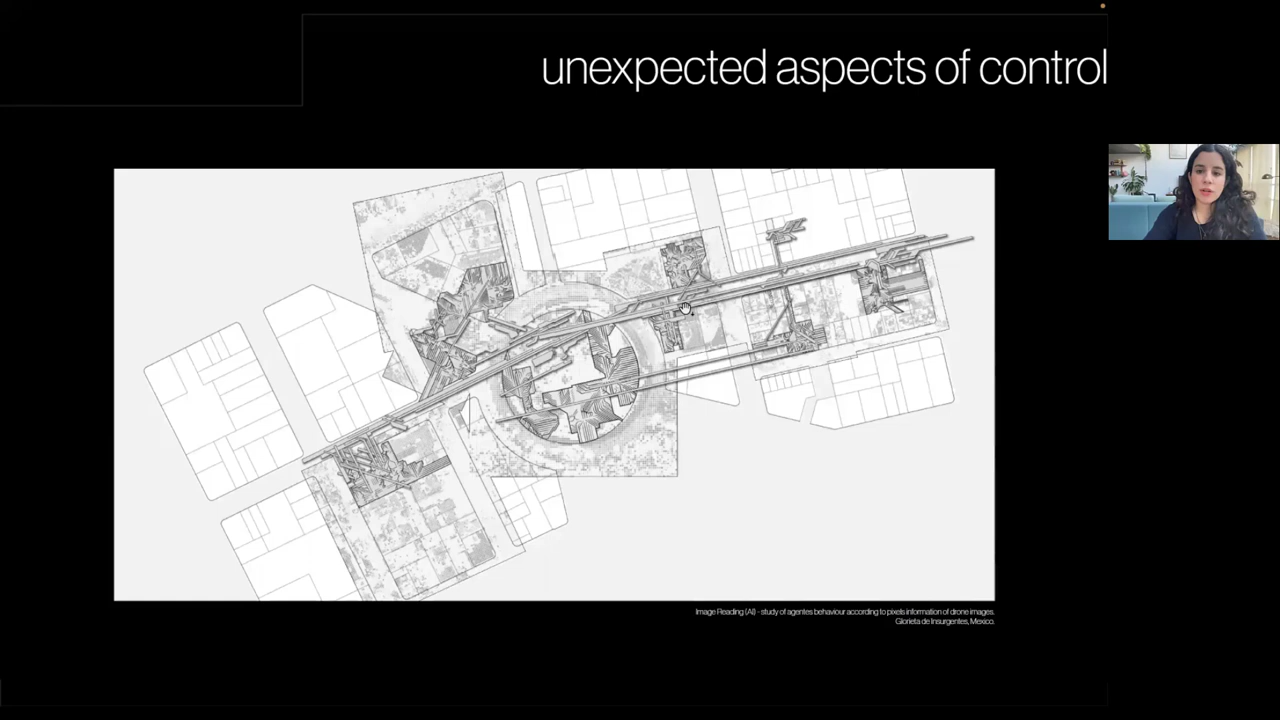 unexpected aspects of control
Image Reading (AI) - study of agentes behaviour according to pixels information of drone images.
Glorieta de Insurgentes, Mexico.